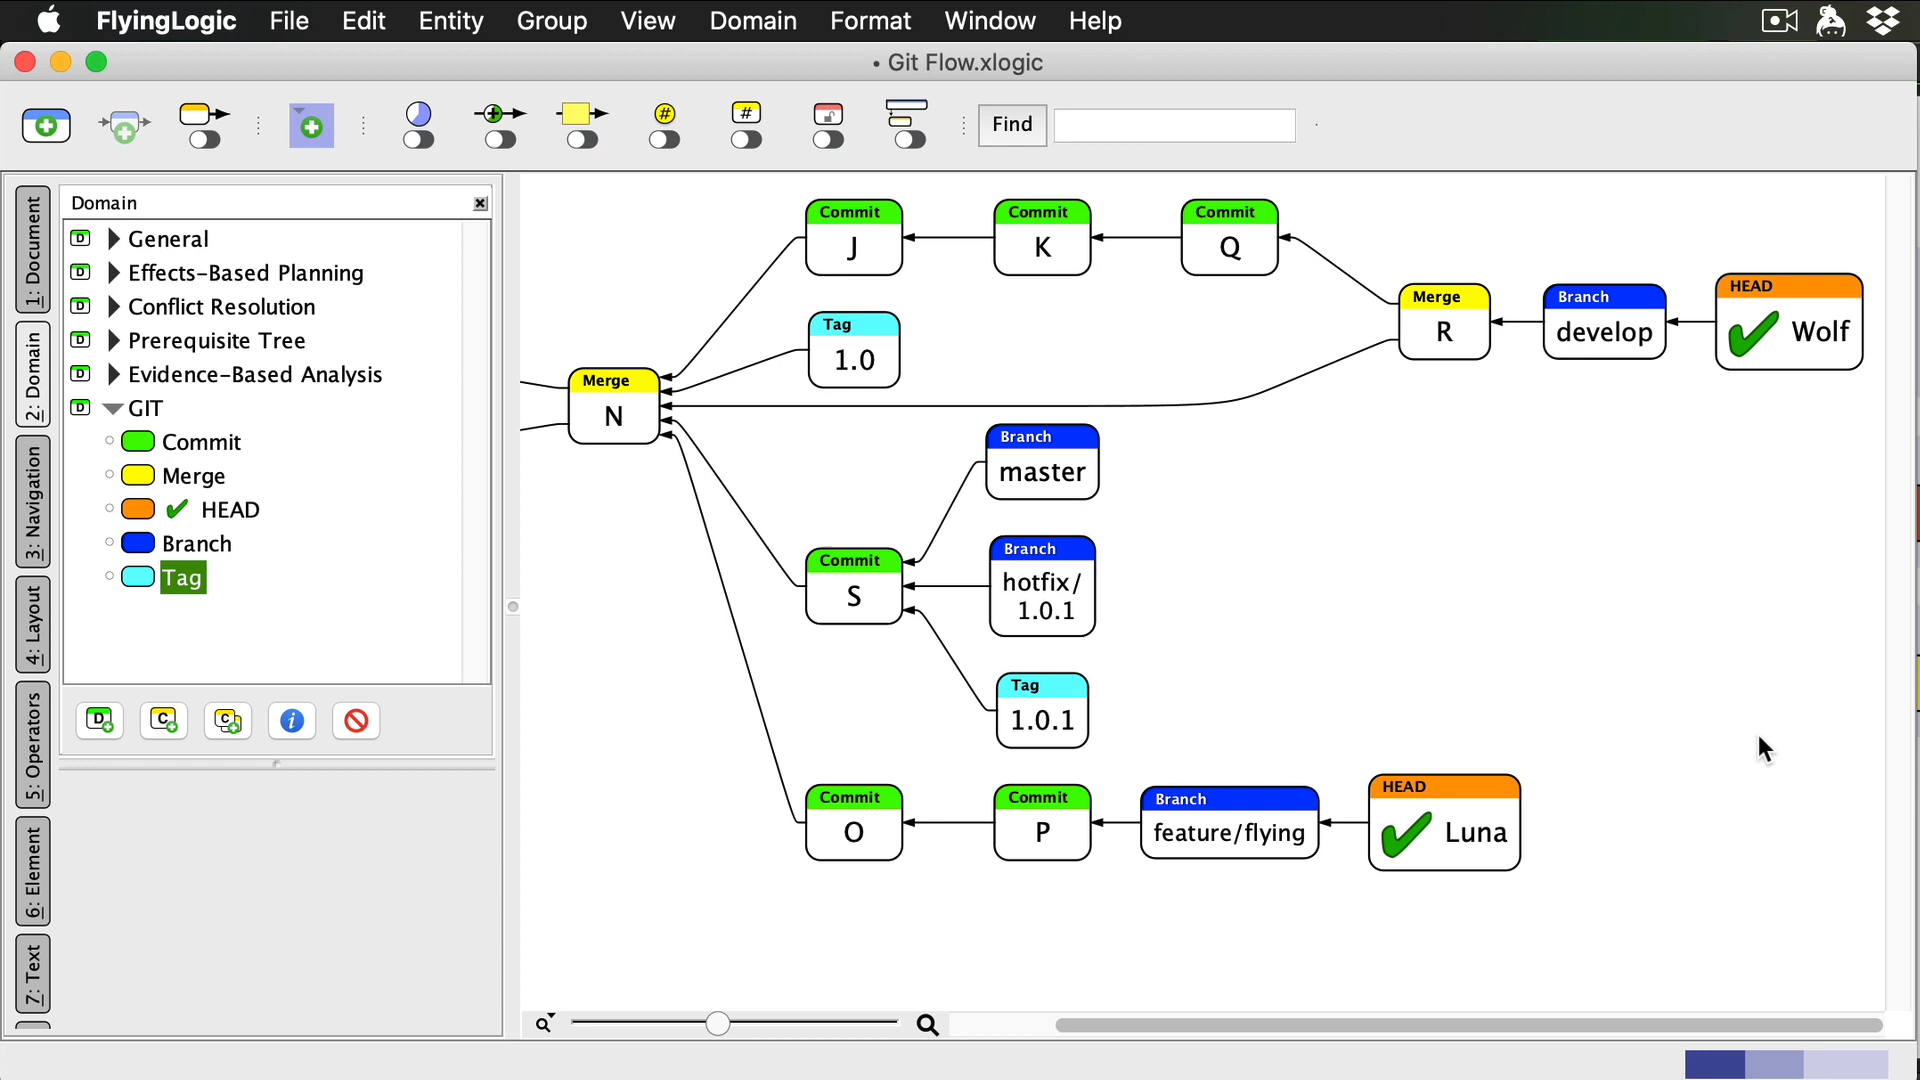 FlyingLogic File Edit Entity Group View Domain Format Window Help
• Git Flow.xlogic
#
#
Find
1: Document
2: Domain
3: Navigation
4: Layout
5: Operators
6: Element
7: Text
Domain
D General
D Effects-Based Planning
D Conflict Resolution
D Prerequisite Tree
D Evidence-Based Analysis
D GIT
Commit
Merge
HEAD
Branch
Tag
D C C i
Commit
J
Commit
K
Commit
Q
Merge
R
Branch
develop
HEAD
Wolf
Tag
1.0
Merge
N
Branch
master
Branch
hotfix/
1.0.1
Commit
S
Tag
1.0.1
Commit
O
Commit
P
Branch
feature/flying
HEAD
Luna